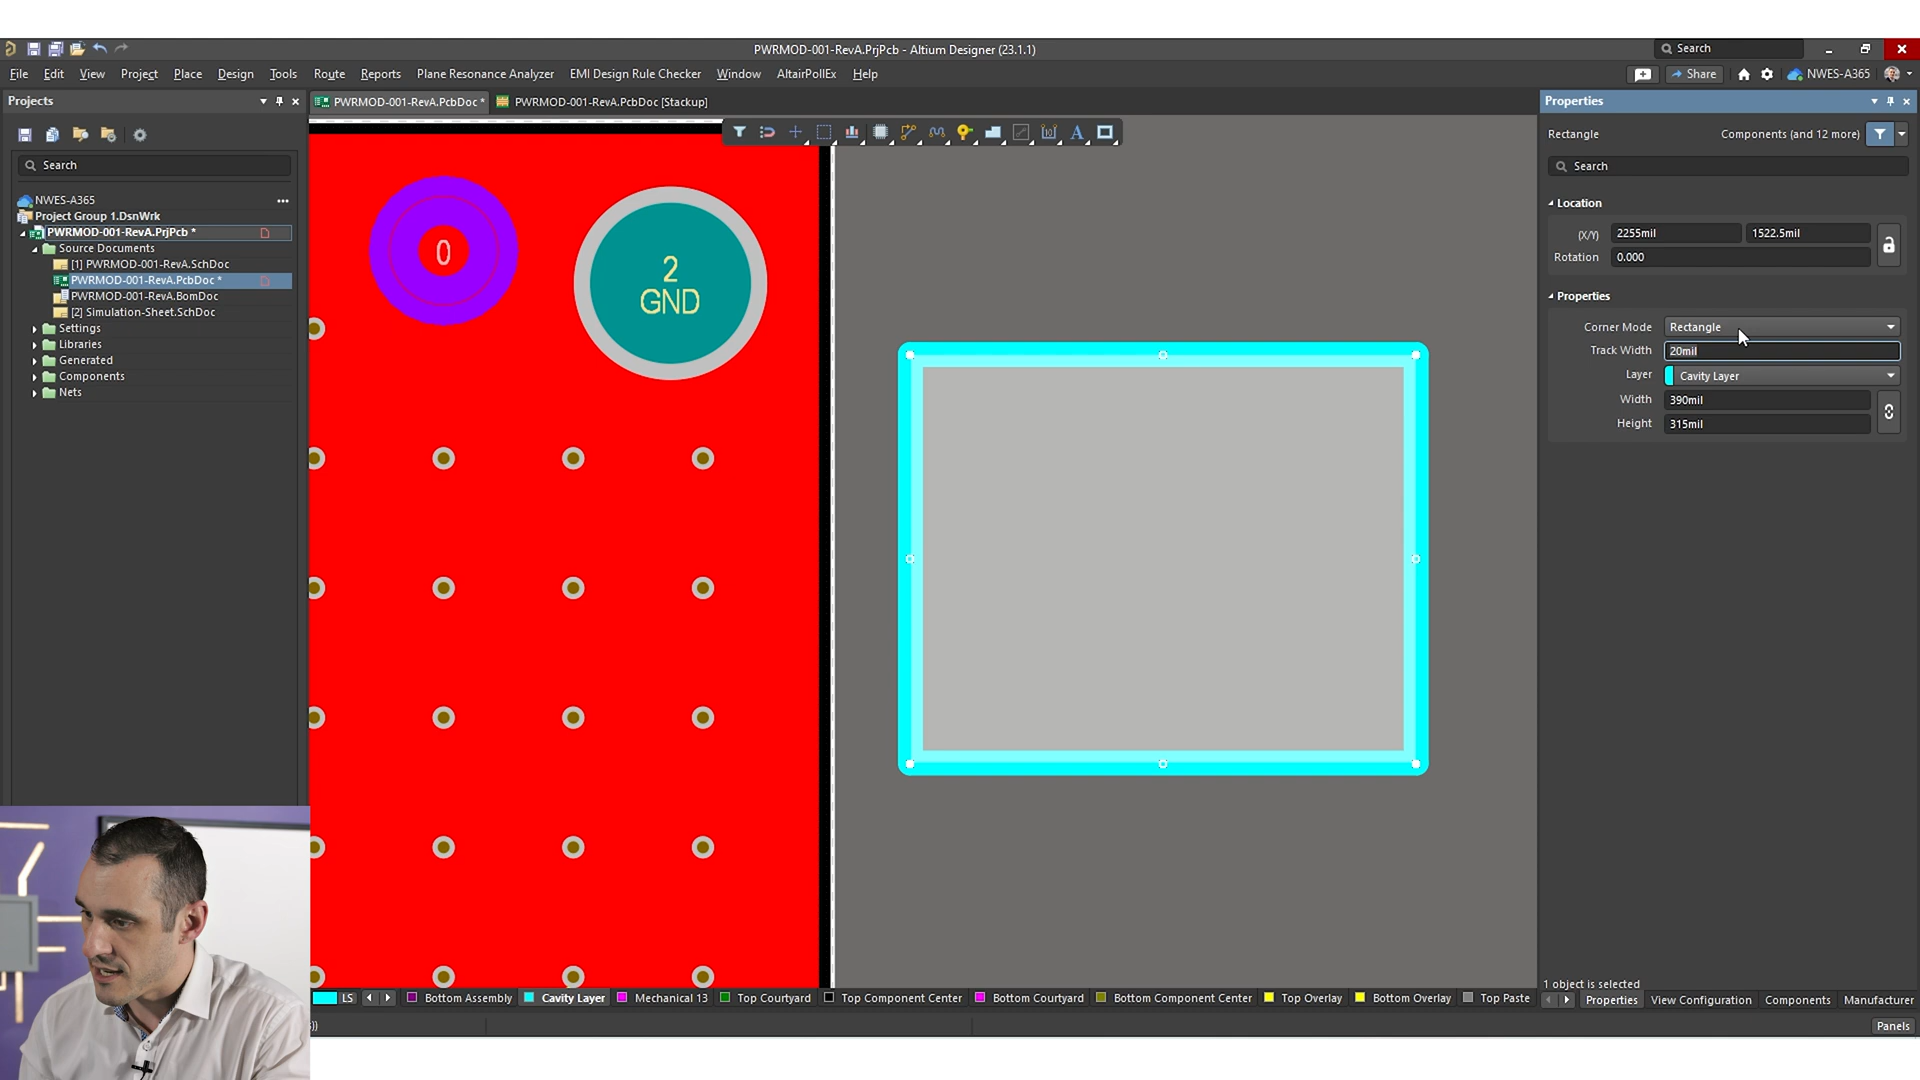 PWRMOD-001-RevA.PrjPcb - Altium Designer (23.1.1)
Search
File Edit View Project Place Design Tools Route Reports Plane Resonance Analyzer EMI Design Rule Checker Window AltairPollEx Help
Share
NWES-A365
Projects
PWRMOD-001-RevA.PcbDoc *
PWRMOD-001-RevA.PcbDoc [Stackup]
Properties
Rectangle
Components (and 12 more)
Search
Search
NWES-A365
Project Group 1.DsnWrk
PWRMOD-001-RevA.PrjPcb *
Source Documents
[1] PWRMOD-001-RevA.SchDoc
PWRMOD-001-RevA.PcbDoc *
PWRMOD-001-RevA.BomDoc
[2] Simulation-Sheet.SchDoc
Settings
Libraries
Generated
Components
Nets
0
2
GND
Location
(X/Y) 2255mil 1522.5mil
Rotation 0.000
Properties
Corner Mode Rectangle
Track Width 20mil
Layer Cavity Layer
Width 390mil
Height 315mil
1 object is selected
LS Bottom Assembly Cavity Layer Mechanical 13 Top Courtyard Top Component Center Bottom Courtyard Bottom Component Center Top Overlay Bottom Overlay Top Paste
Properties View Configuration Components Manufacturer
Panels